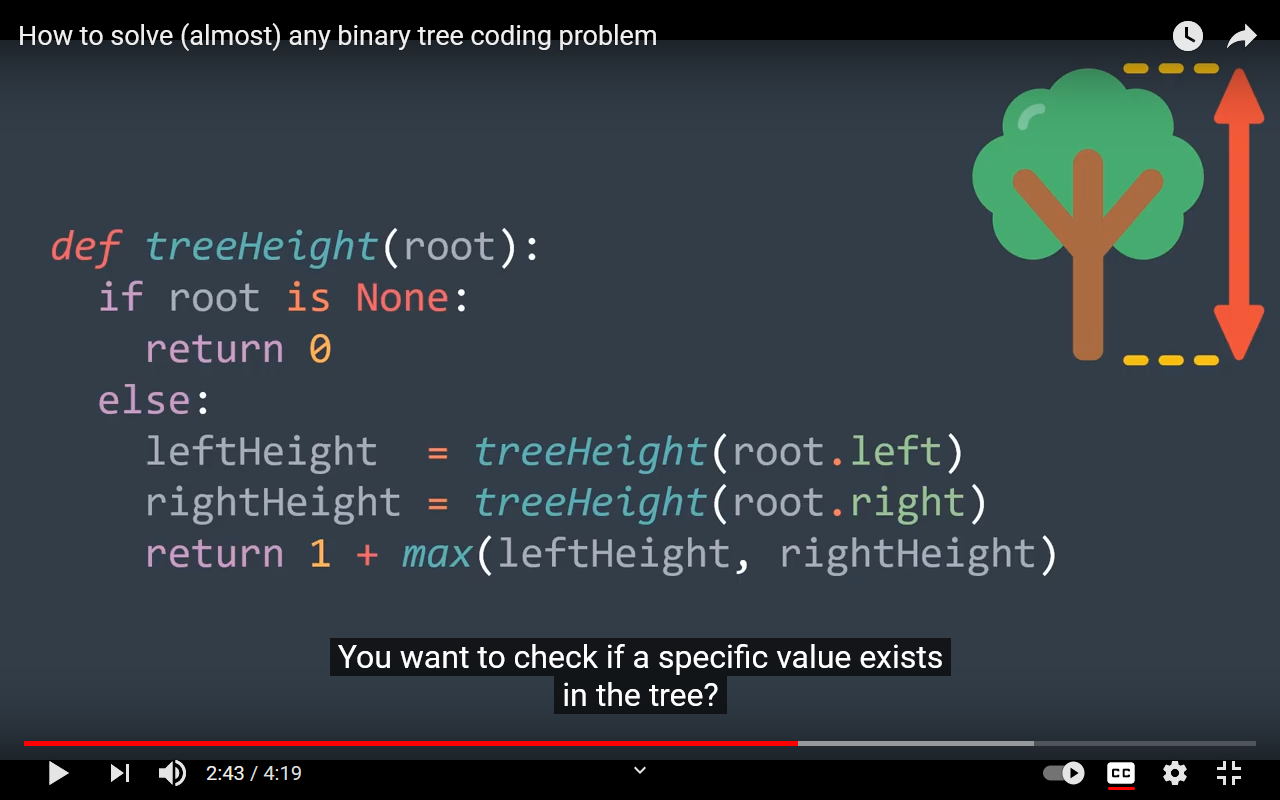 How to solve (almost) any binary tree coding problem
def treeHeight(root):
  if root is None:
    return 0
  else:
    leftHeight  = treeHeight(root.left)
    rightHeight = treeHeight(root.right)
    return 1 + max(leftHeight, rightHeight)
You want to check if a specific value exists
in the tree?
2:43 / 4:19
CC